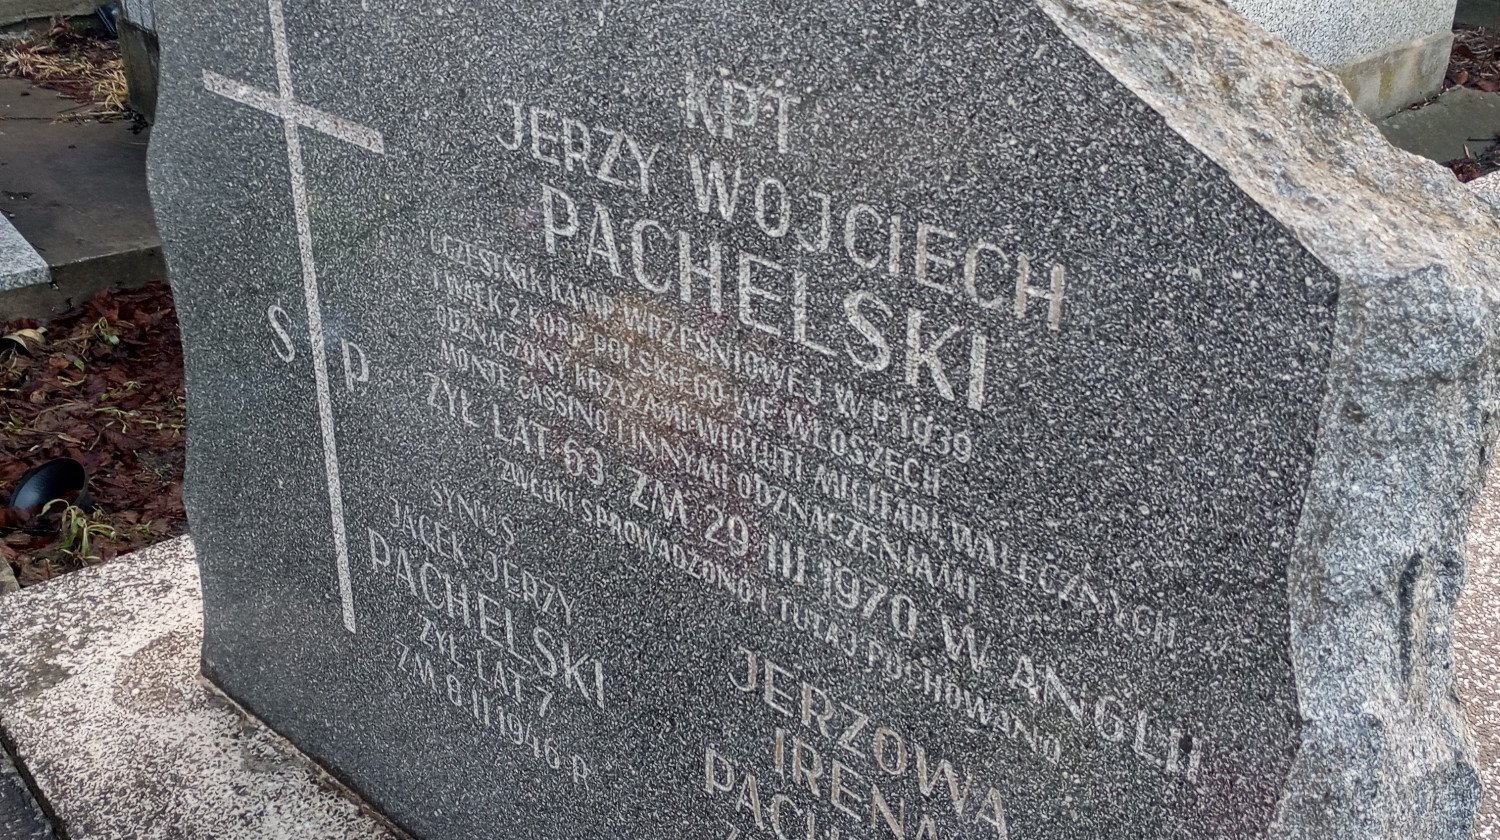 KPT
JERZY WOJCIECH
PACHELSKI
UCZESTNIK KAMP WRZEŚNIOWEJ W R 1939
I WALK 2 KORP POLSKIEGO WE WŁOSZECH
ODZNACZONY KRZYŻAMI VIRTUTI MILITARI, WALECZNYCH
MONTE CASSINO I INNYMI ODZNACZENIAMI
ŻYŁ LAT 63 ZM 29 III 1970 W ANGLII
ZWŁOKI SPROWADZONO I TUTAJ POCHOWANO
S P
SYNUŚ
JACEK JERZY
PACHELSKI
ŻYŁ LAT 7
ZM 8 II 1946 R
JERZOWA
IRENA